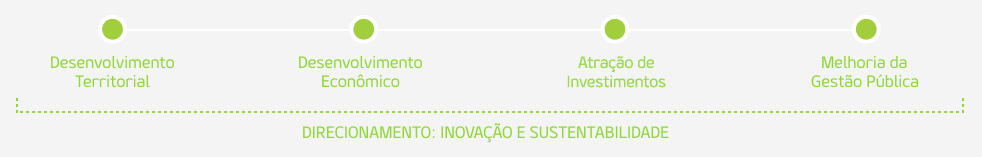 Desenvolvimento
Territorial
Desenvolvimento
Econômico
Atração de
Investimentos
Melhoria da
Gestão Pública
DIRECIONAMENTO: INOVAÇÃO E SUSTENTABILIDADE